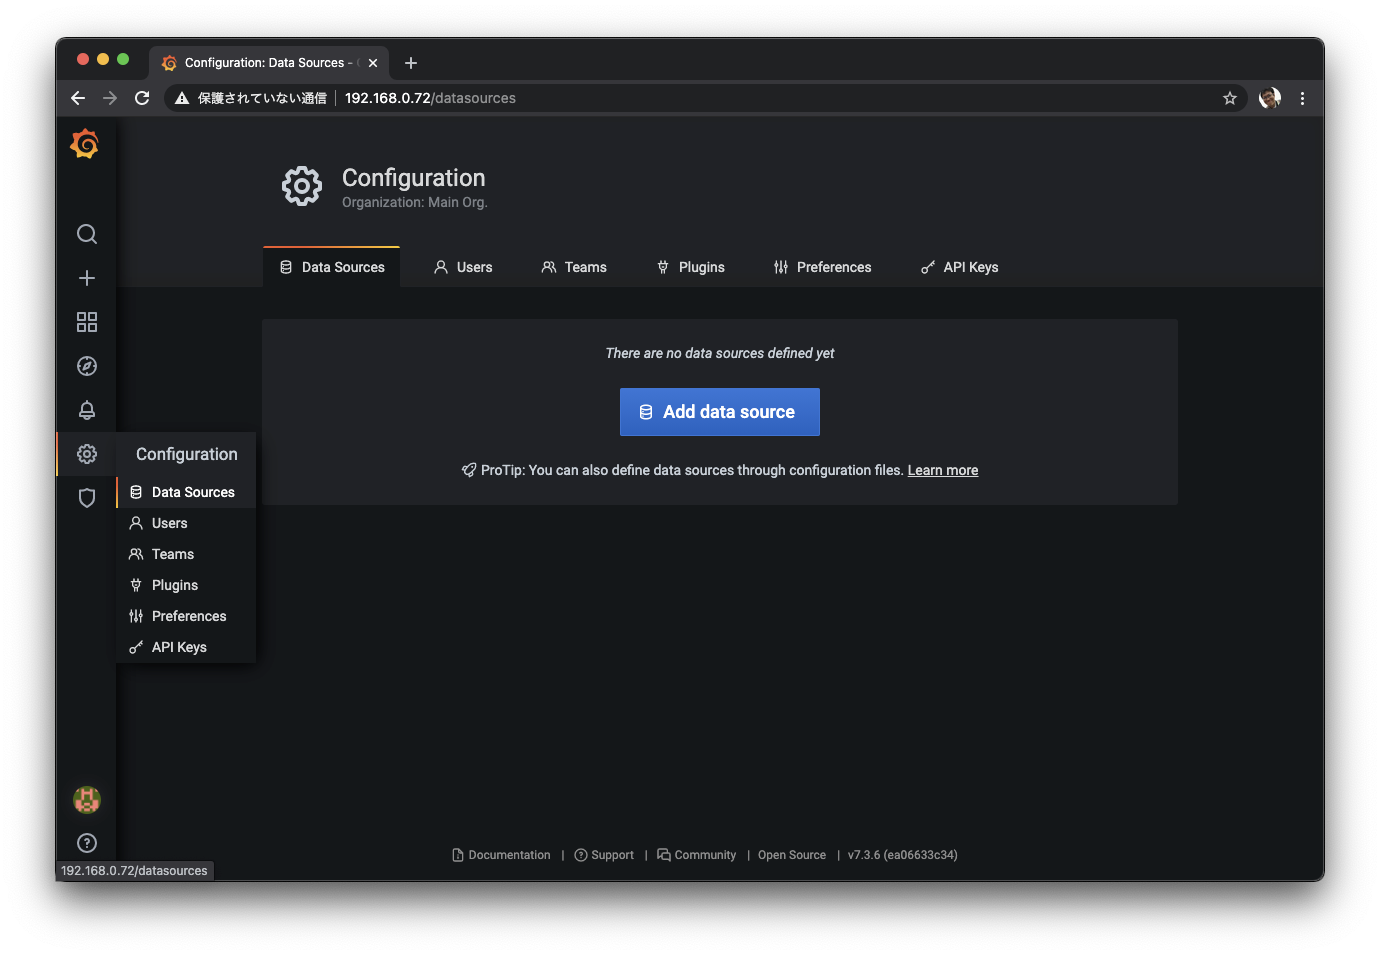 Configuration: Data Sources -
保護されていない通信 192.168.0.72/datasources
Configuration
Organization: Main Org.
Data Sources Users Teams Plugins Preferences API Keys
There are no data sources defined yet
Add data source
ProTip: You can also define data sources through configuration files. Learn more
Configuration
Data Sources
Users
Teams
Plugins
Preferences
API Keys
Documentation | Support | Community | Open Source | v7.3.6 (ea06633c34)
192.168.0.72/datasources